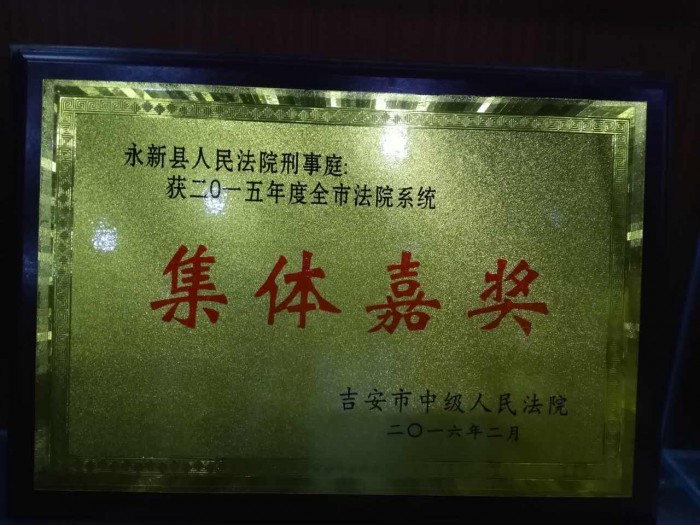 永新县人民法院刑事庭:
获二〇一五年度全市法院系统
集体嘉奖
吉安市中级人民法院
二〇一六年二月